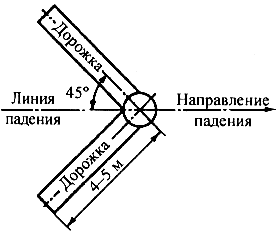 Дорожка
45°
Линия
падения
Направление
падения
Дорожка
4–5 м